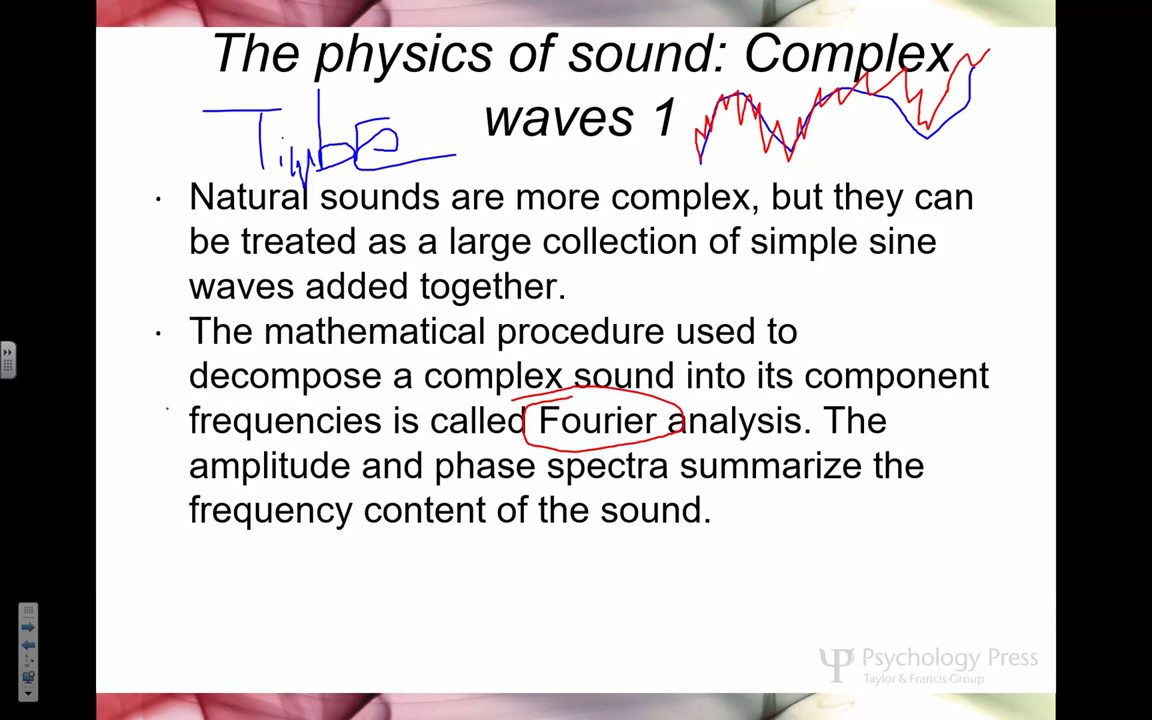 The physics of sound: Complex
waves 1
Timbe
· Natural sounds are more complex, but they can
be treated as a large collection of simple sine
waves added together.
· The mathematical procedure used to
decompose a complex sound into its component
frequencies is called Fourier analysis. The
amplitude and phase spectra summarize the
frequency content of the sound.
Psychology Press
Taylor & Francis Group